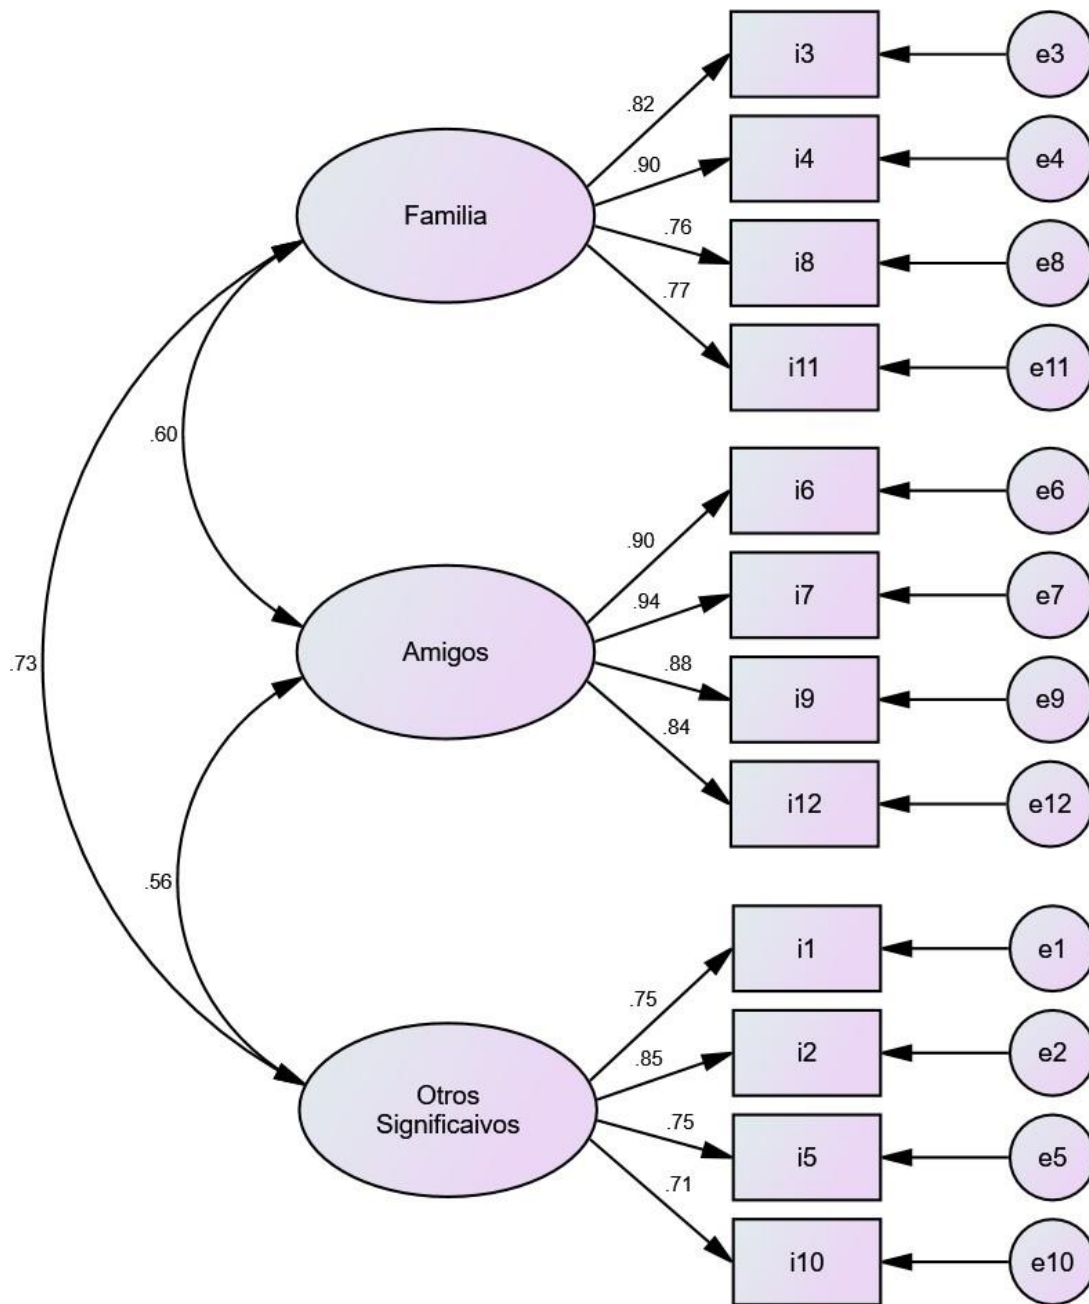 i3
e3
.82
i4
e4
.90
Familia
.76
i8
e8
.77
i11
e11
.60
i6
e6
.90
i7
e7
.94
Amigos
.88
i9
e9
.84
i12
e12
.73
.56
i1
e1
.75
i2
e2
.85
Otros
Significaivos
.75
i5
e5
.71
i10
e10